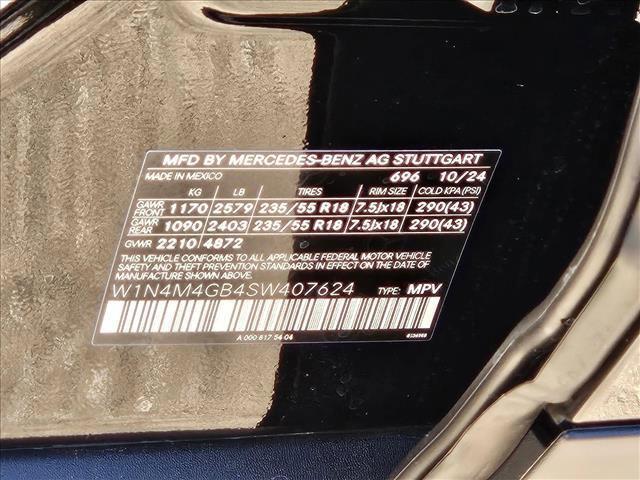 MFD BY MERCEDES-BENZ AG STUTTGART
MADE IN MEXICO 696 10/24
KG LB TIRES RIM SIZE COLD KPA (PSI)
GAWR FRONT 1170 2579 235/55 R18 7.5Jx18 290(43)
GAWR REAR 1090 2403 235/55 R18 7.5Jx18 290(43)
GVWR 2210 4872
THIS VEHICLE CONFORMS TO ALL APPLICABLE FEDERAL MOTOR VEHICLE
SAFETY AND THEFT PREVENTION STANDARDS IN EFFECT
ON THE DATE OF MANUFACTURE SHOWN ABOVE.
W1N4M4GB4SW407624 TYPE: MPV
A 000 817 54 04